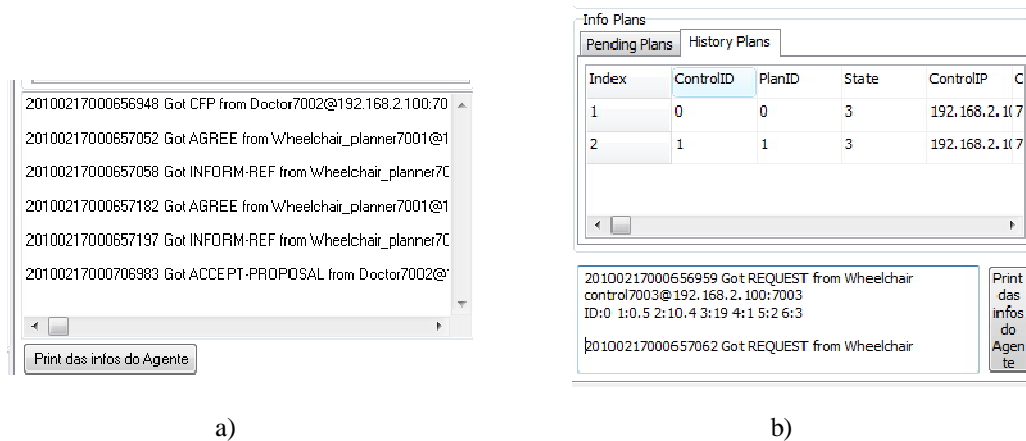 20100217000656948 Got CFP from Doctor7002@192.168.2.100:70
20100217000657052 Got AGREE from Wheelchair_planner7001@1
20100217000657058 Got INFORM-REF from Wheelchair_planner70
20100217000657182 Got AGREE from Wheelchair_planner7001@1
20100217000657197 Got INFORM-REF from Wheelchair_planner70
20100217000706983 Got ACCEPT-PROPOSAL from Doctor7002@
Print das infos do Agente
a)
Info Plans
Pending Plans History Plans
Index ControlID PlanID State ControlIP C
1 0 0 3 192.168.2.10 7
2 1 1 3 192.168.2.10 7
20100217000656959 Got REQUEST from Wheelchair
control7003@192.168.2.100:7003
ID:0 1:0.5 2:10.4 3:19 4:1 5:2 6:3
20100217000657062 Got REQUEST from Wheelchair
Print
das
infos
do
Agen
te
b)